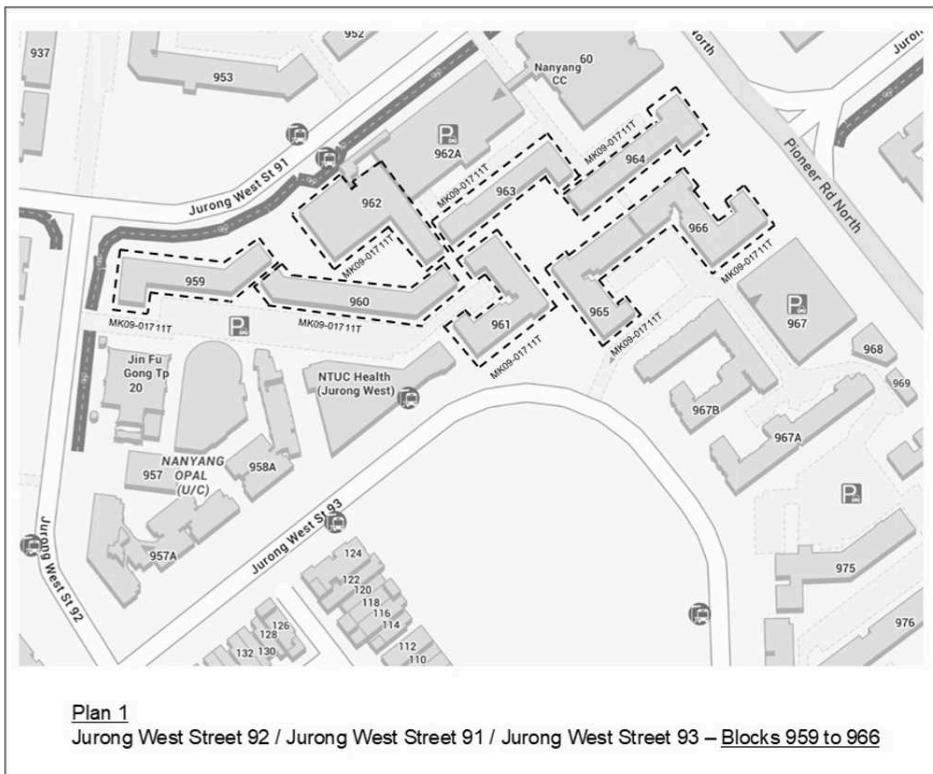 937
953
952
60
Nanyang
CC
North
Juron
Pioneer Rd North
Jurong West St 91
P
962A
MK09-01711T
963
MK09-01711T
964
962
MK09-01711T
966
MK09-01711T
959
960
961
965
MK09-01711T
MK09-01711T
MK09-01711T
MK09-01711T
P
P
967
968
969
Jin Fu
Gong Tp
20
NTUC Health
(Jurong West)
967B
967A
957
NANYANG
OPAL
(U/C)
958A
957A
P
Jurong West St 93
Jurong West St 92
124
122
120
118
116
114
112
110
126
128
130
132
975
976
Plan 1
Jurong West Street 92 / Jurong West Street 91 / Jurong West Street 93 – Blocks 959 to 966